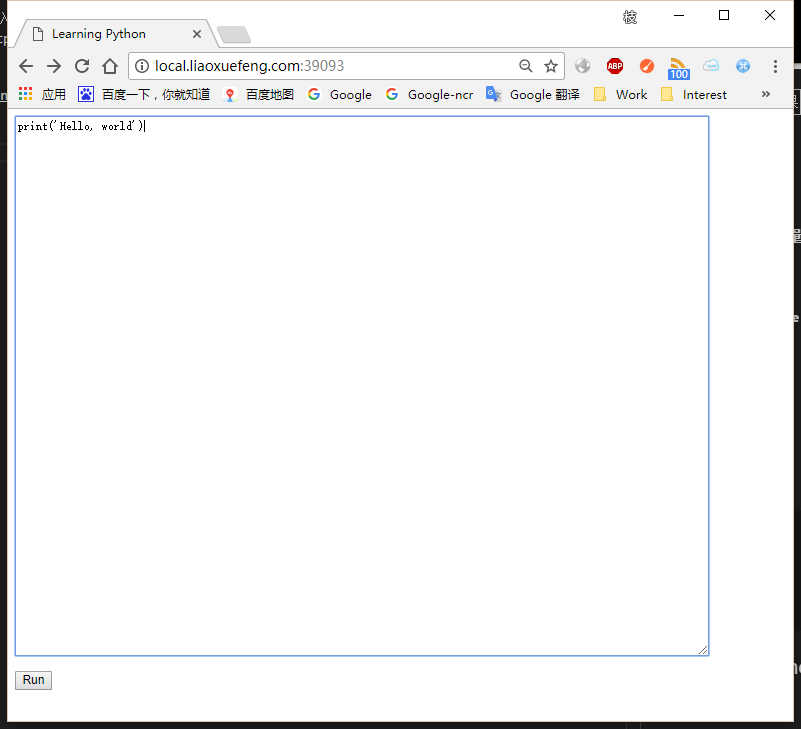 枝
Learning Python
local.liaoxuefeng.com:39093
ABP
100
应用 百度一下，你就知道 百度地图 Google Google-ncr Google 翻译 Work Interest »
print('Hello, world')
Run